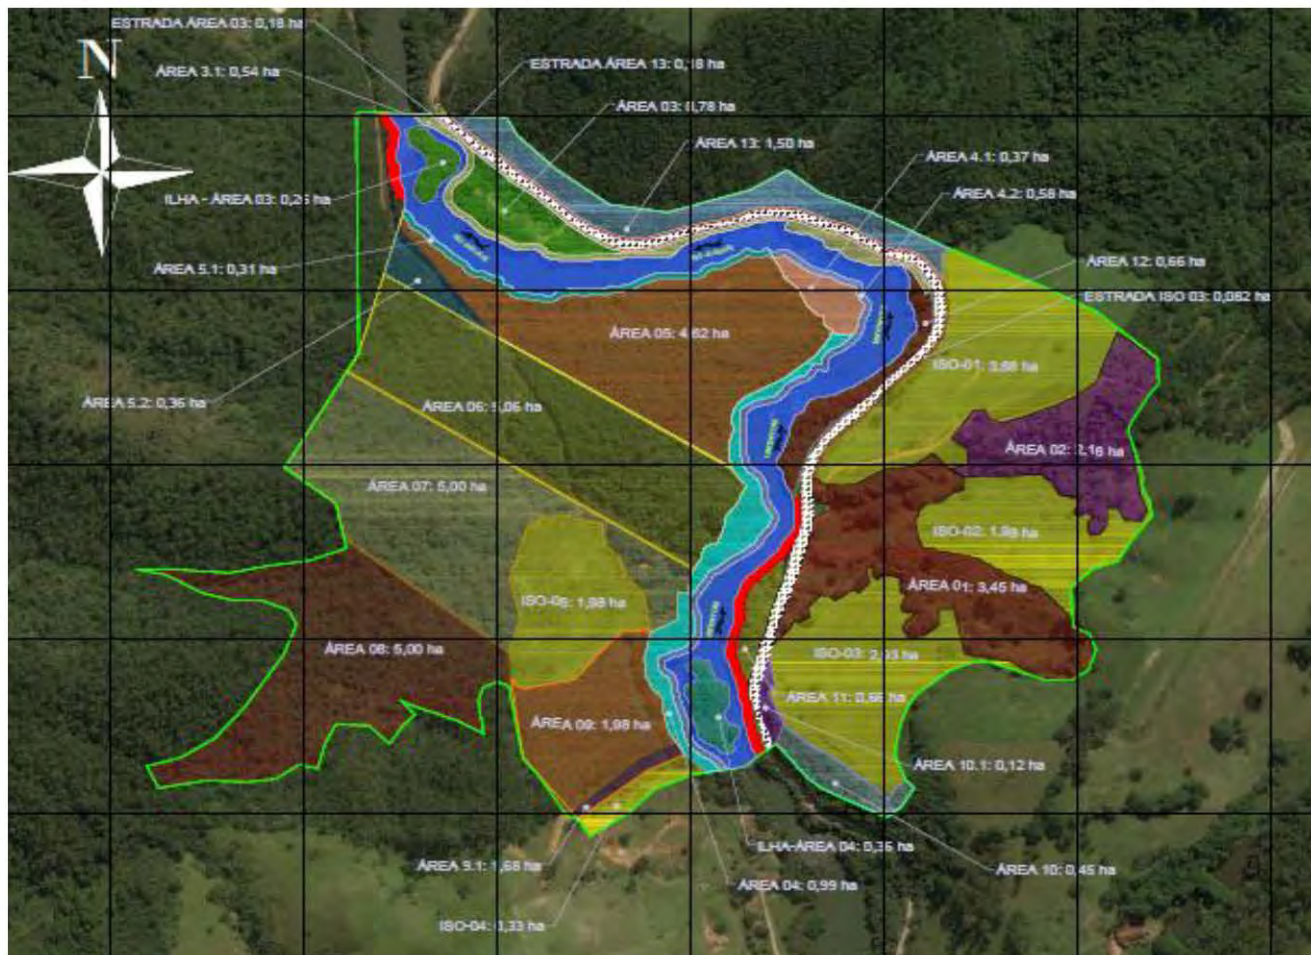 ESTRADA ÁREA 03: 0,18 ha
N
ÁREA 3.1: 0,54 ha
ESTRADA ÁREA 13: 0,18 ha
ÁREA 03: 0,78 ha
ÁREA 13: 1,50 ha
ÁREA 4.1: 0,37 ha
ÁREA 4.2: 0,58 ha
ILHA - ÁREA 03:
ÁREA 5.1: 0,31 ha
ÁREA 12: 0,66 ha
ESTRADA ISO 03: 0,082 ha
ÁREA 05: 4,62 ha
ISO-01: 3,68 ha
ÁREA 5.2: 0,36 ha
ÁREA 06: 5,06 ha
ÁREA 02: 2,16 ha
ÁREA 07: 5,00 ha
ISO-02: 1,98 ha
ÁREA 01: 3,45 ha
1,98 ha
ÁREA 08: 5,00 ha
ISO-03: 2,93 ha
ÁREA 11: 0,66 ha
ÁREA 09: 1,98 ha
ÁREA 10.1: 0,12 ha
ILHA-ÁREA 04: 0,36 ha
ÁREA 9.1: 1,68 ha
ÁREA 10: 0,45 ha
ÁREA 04: 0,99 ha
ISO-04: 0,33 ha